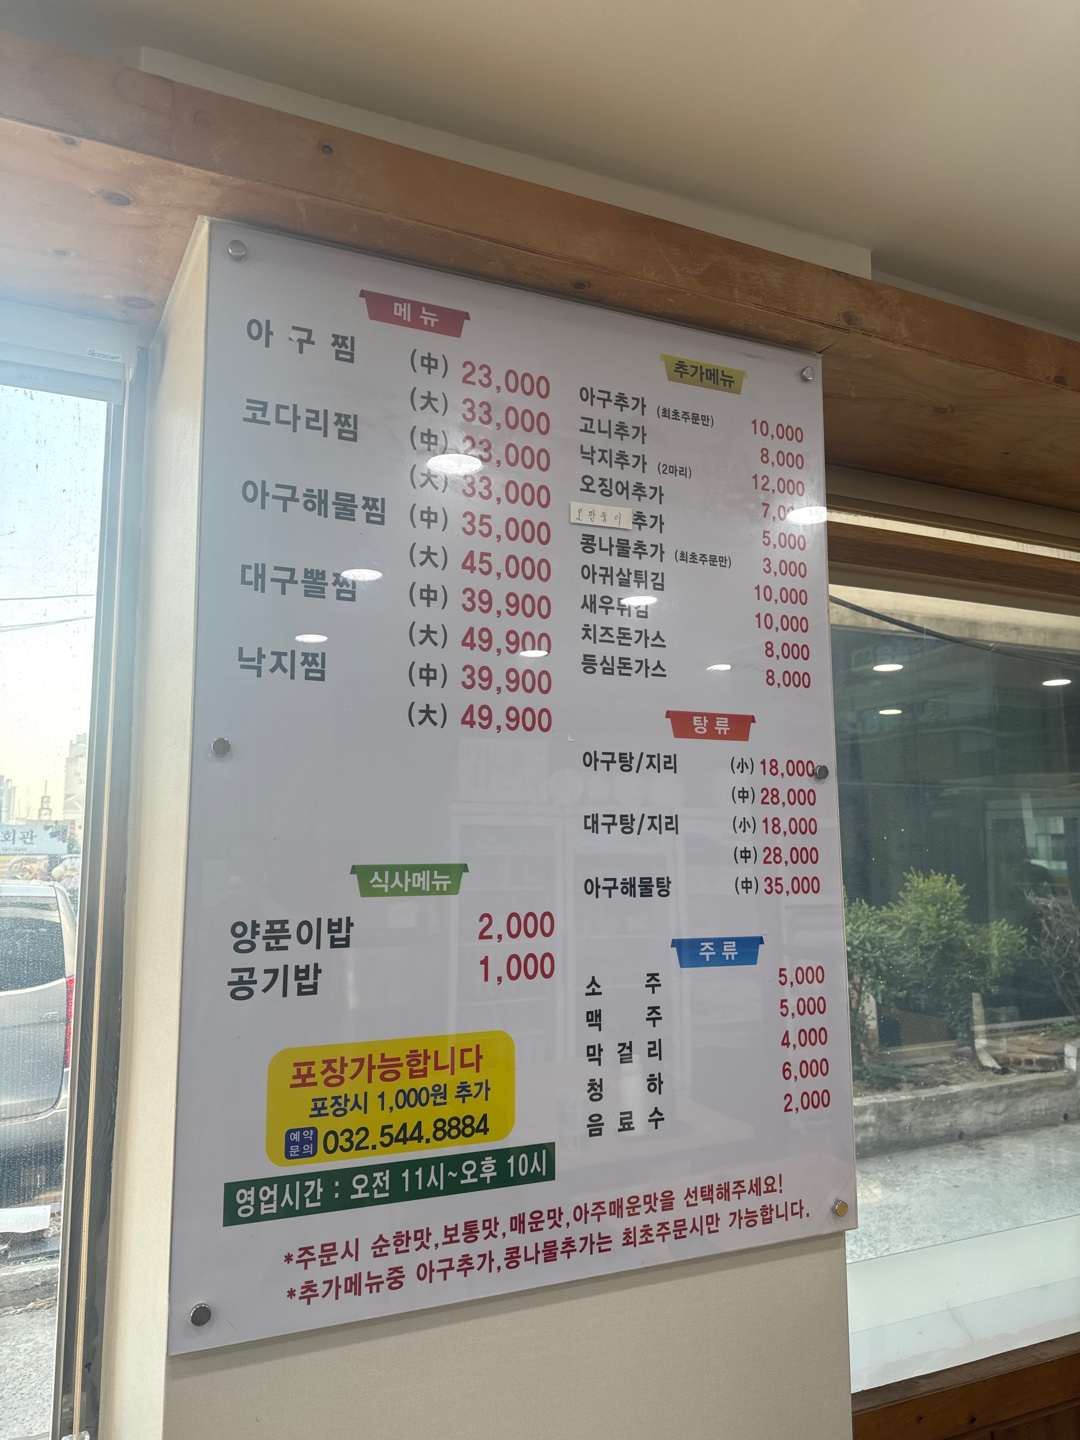 메뉴
아구찜 (中) 23,000
(大) 33,000
코다리찜 (中) 23,000
(大) 33,000
아구해물찜 (中) 35,000
(大) 45,000
대구뽈찜 (中) 39,900
(大) 49,900
낙지찜 (中) 39,900
(大) 49,900
식사메뉴
양푼이밥 2,000
공기밥 1,000
포장가능합니다
포장시 1,000원 추가
예약문의 032.544.8884
영업시간 : 오전 11시~오후 10시
추가메뉴
아구추가 (최초주문만) 10,000
고니추가 8,000
낙지추가 (2마리) 12,000
오징어추가 7,000
오만둥이 추가 5,000
콩나물추가 (최초주문만) 3,000
아귀살튀김 10,000
새우튀김 10,000
치즈돈가스 8,000
등심돈가스 8,000
탕류
아구탕/지리 (小) 18,000
(中) 28,000
대구탕/지리 (小) 18,000
(中) 28,000
아구해물탕 (中) 35,000
주류
소주 5,000
맥주 5,000
막걸리 4,000
청하 6,000
음료수 2,000
*주문시 순한맛,보통맛,매운맛,아주매운맛을 선택해주세요!
*추가메뉴중 아구추가,콩나물추가는 최초주문시만 가능합니다.
Space
회관